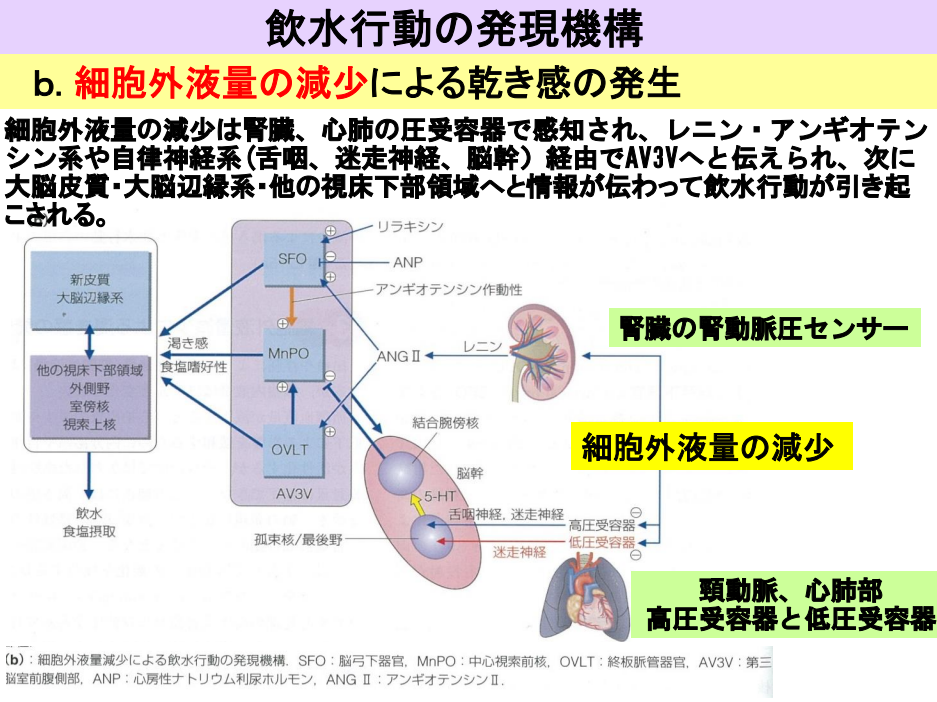 飲水行動の発現機構
b. 細胞外液量の減少による乾き感の発生
細胞外液量の減少は腎臓、心肺の圧受容器で感知され、レニン・アンギオテン
シン系や自律神経系(舌咽、迷走神経、脳幹）経由でAV3Vへと伝えられ、次に
大脳皮質・大脳辺縁系・他の視床下部領域へと情報が伝わって飲水行動が引き起
こされる。
リラキシン
SFO
ANP
アンギオテンシン作動性
新皮質
大脳辺縁系
渇き感
食塩嗜好性
MnPO
ANGⅡ
レニン
腎臓の腎動脈圧センサー
他の視床下部領域
外側野
室傍核
視索上核
OVLT
AV3V
結合腕傍核
細胞外液量の減少
脳幹
5-HT
飲水
食塩摂取
舌咽神経, 迷走神経
高圧受容器
孤束核/最後野
迷走神経
低圧受容器
頸動脈、心肺部
高圧受容器と低圧受容器
(b)：細胞外液量減少による飲水行動の発現機構. SFO：脳弓下器官, MnPO：中心視索前核, OVLT：終板脈管器官, AV3V：第三
脳室前腹側部, ANP：心房性ナトリウム利尿ホルモン, ANG Ⅱ：アンギオテンシンⅡ.